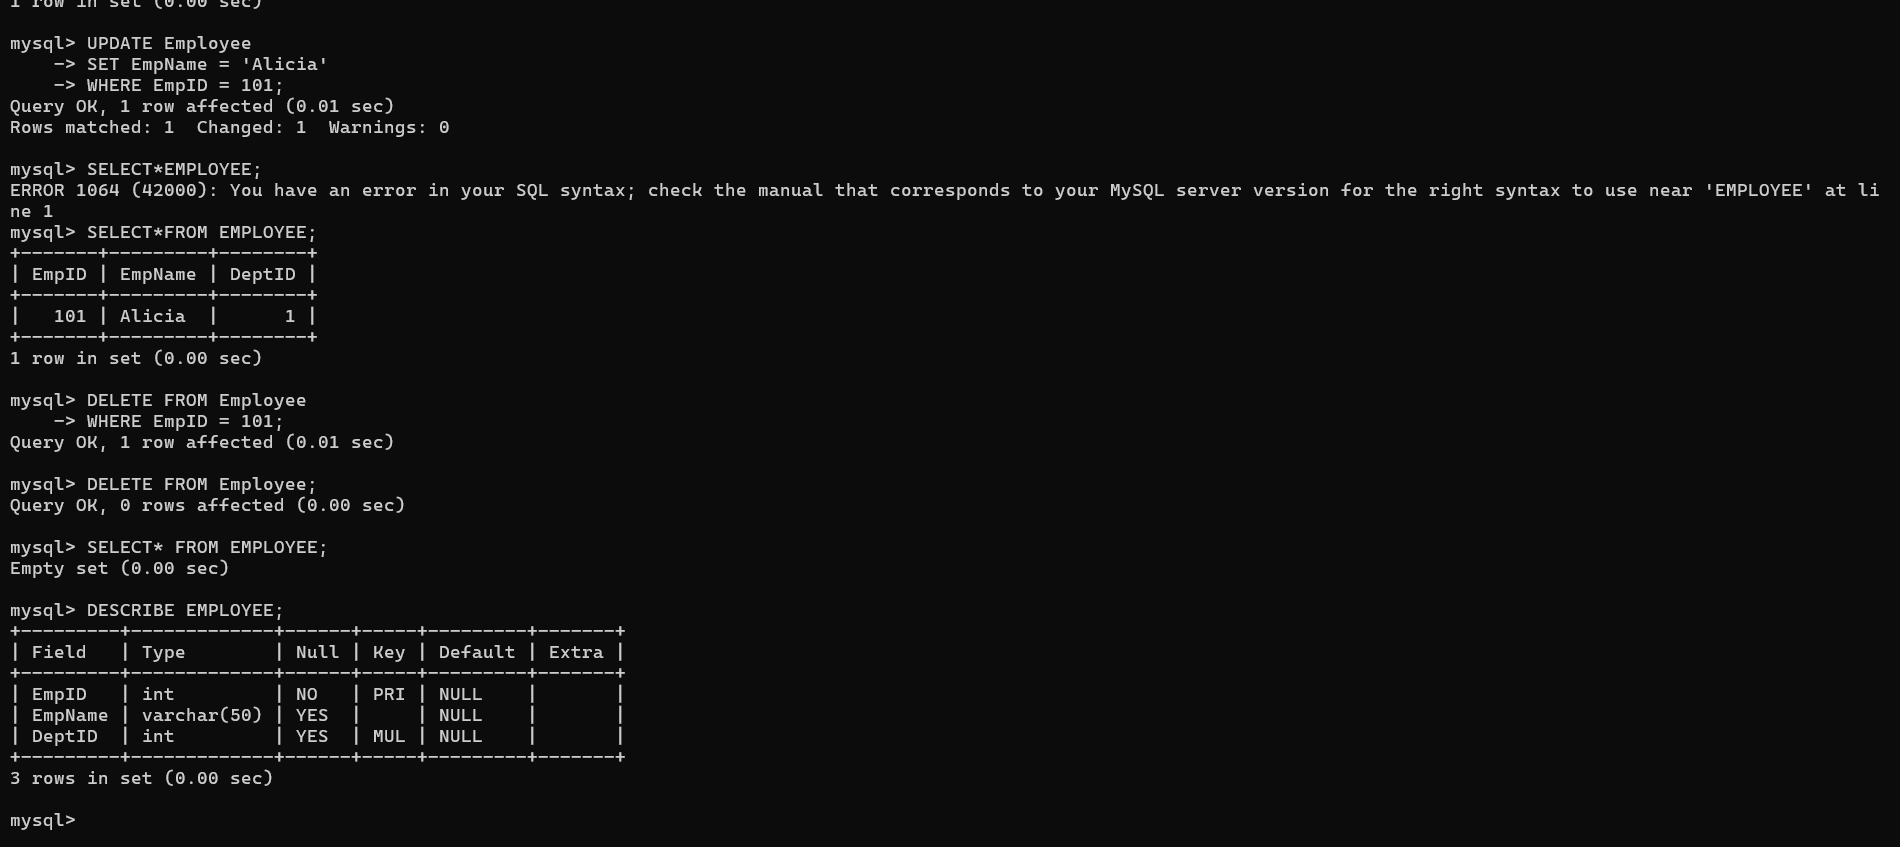 1 row in set (0.00 sec)

mysql> UPDATE Employee
    -> SET EmpName = 'Alicia'
    -> WHERE EmpID = 101;
Query OK, 1 row affected (0.01 sec)
Rows matched: 1  Changed: 1  Warnings: 0

mysql> SELECT*EMPLOYEE;
ERROR 1064 (42000): You have an error in your SQL syntax; check the manual that corresponds to your MySQL server version for the right syntax to use near 'EMPLOYEE' at li
ne 1
mysql> SELECT*FROM EMPLOYEE;
+-------+---------+--------+
| EmpID | EmpName | DeptID |
+-------+---------+--------+
|   101 | Alicia  |      1 |
+-------+---------+--------+
1 row in set (0.00 sec)

mysql> DELETE FROM Employee
    -> WHERE EmpID = 101;
Query OK, 1 row affected (0.01 sec)

mysql> DELETE FROM Employee;
Query OK, 0 rows affected (0.00 sec)

mysql> SELECT* FROM EMPLOYEE;
Empty set (0.00 sec)

mysql> DESCRIBE EMPLOYEE;
+---------+-------------+------+-----+---------+-------+
| Field   | Type        | Null | Key | Default | Extra |
+---------+-------------+------+-----+---------+-------+
| EmpID   | int         | NO   | PRI | NULL    |       |
| EmpName | varchar(50) | YES  |     | NULL    |       |
| DeptID  | int         | YES  | MUL | NULL    |       |
+---------+-------------+------+-----+---------+-------+
3 rows in set (0.00 sec)

mysql>